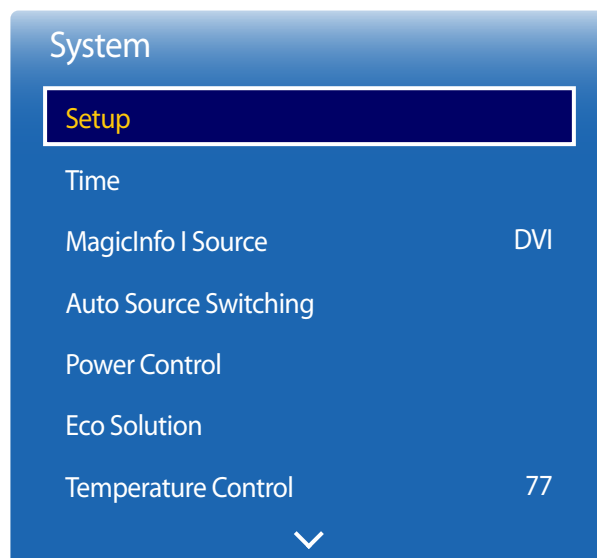 System
Setup
Time
MagicInfo I Source DVI
Auto Source Switching
Power Control
Eco Solution
Temperature Control 77